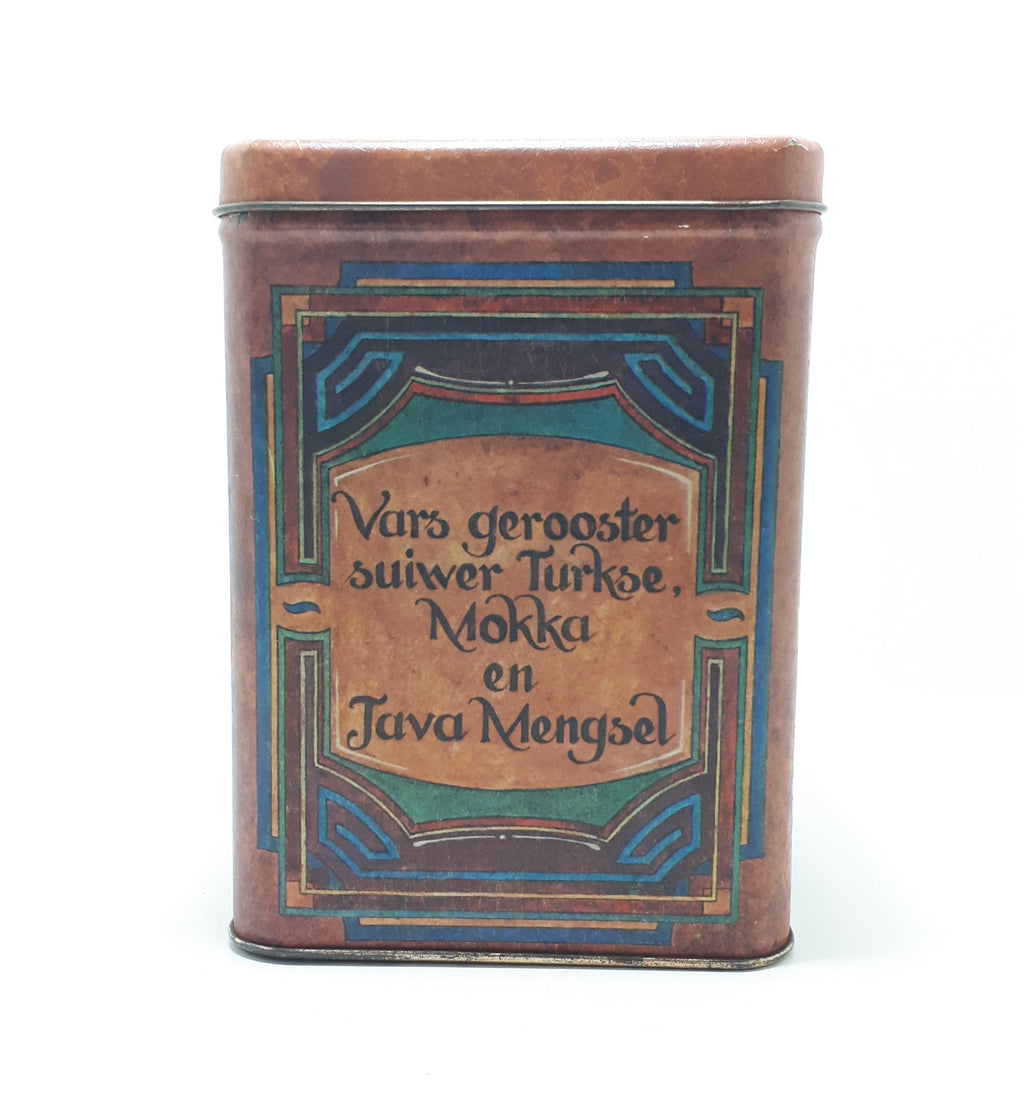 Vars gerooster
suiwer Turkse,
Mokka
en
Java Mengsel